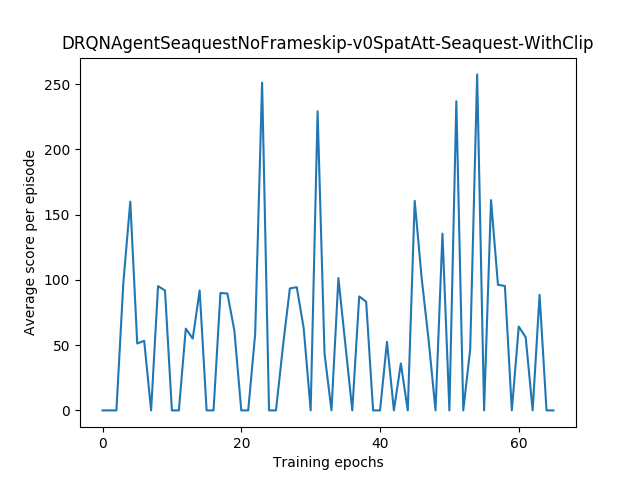 DRQNAgentSeaquestNoFrameskip-v0SpatAtt-Seaquest-WithClip
Average score per episode
250
200
150
100
50
0
0 20 40 60
Training epochs